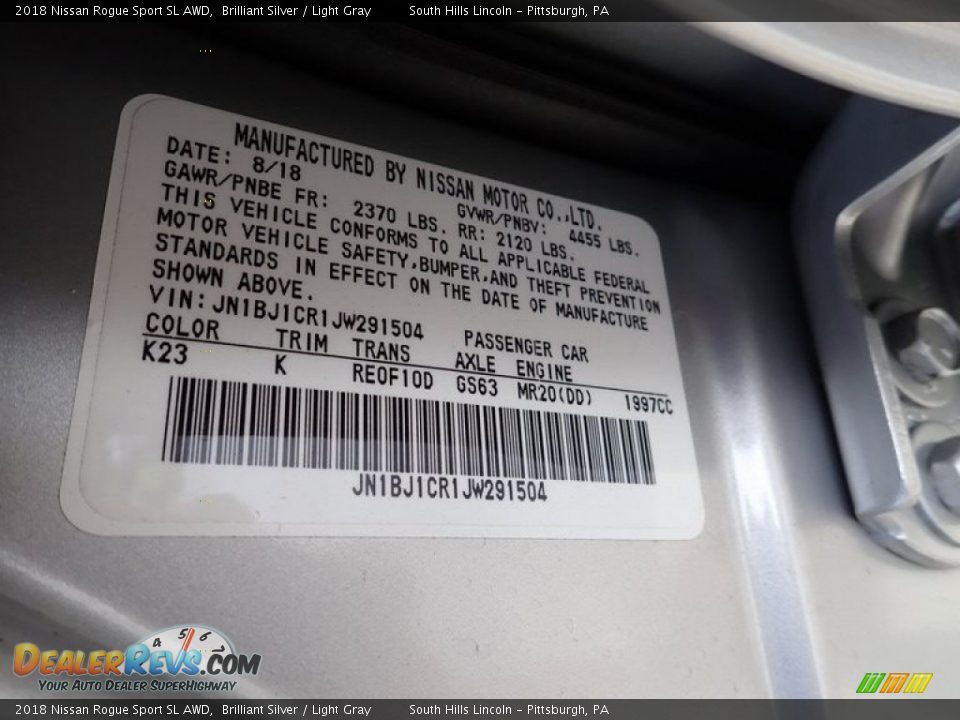 2018 Nissan Rogue Sport SL AWD,  Brilliant Silver / Light Gray        South Hills Lincoln - Pittsburgh, PA
MANUFACTURED BY NISSAN MOTOR CO.,LTD.
DATE: 8/18    GVWR/PNBV: 4455 LBS.
GAWR/PNBE FR: 2370 LBS. RR: 2120 LBS.
THIS VEHICLE CONFORMS TO ALL APPLICABLE FEDERAL
MOTOR VEHICLE SAFETY,BUMPER,AND THEFT PREVENTION
STANDARDS IN EFFECT ON THE DATE OF MANUFACTURE
SHOWN ABOVE.
VIN: JN1BJ1CR1JW291504    PASSENGER CAR
COLOR    TRIM    TRANS    AXLE    ENGINE
K23    K    RE0F10D    GS63    MR20(DD)    1997CC
JN1BJ1CR1JW291504
4 5 6 7
DEALERREVS.COM
YOUR AUTO DEALER SUPERHIGHWAY
2018 Nissan Rogue Sport SL AWD,  Brilliant Silver / Light Gray        South Hills Lincoln - Pittsburgh, PA